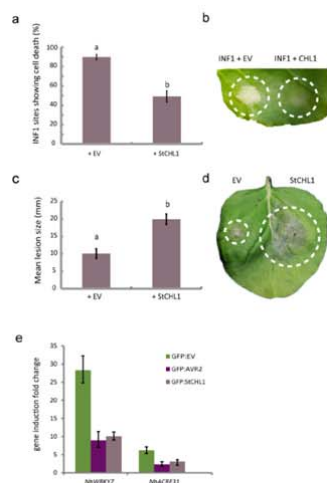 a
INF1 sites showing cell death (%)
100
80
60
40
20
0
a
b
+ EV
+ StCHL1
b
INF1 + EV
INF1 + CHL1
c
Mean lesion size (mm)
25
20
15
10
5
0
a
b
+ EV
+ StCHL1
d
EV
StCHL1
e
gene induction fold change
35
30
25
20
15
10
5
0
GFP:EV
GFP:AVR2
GFP:StCHL1